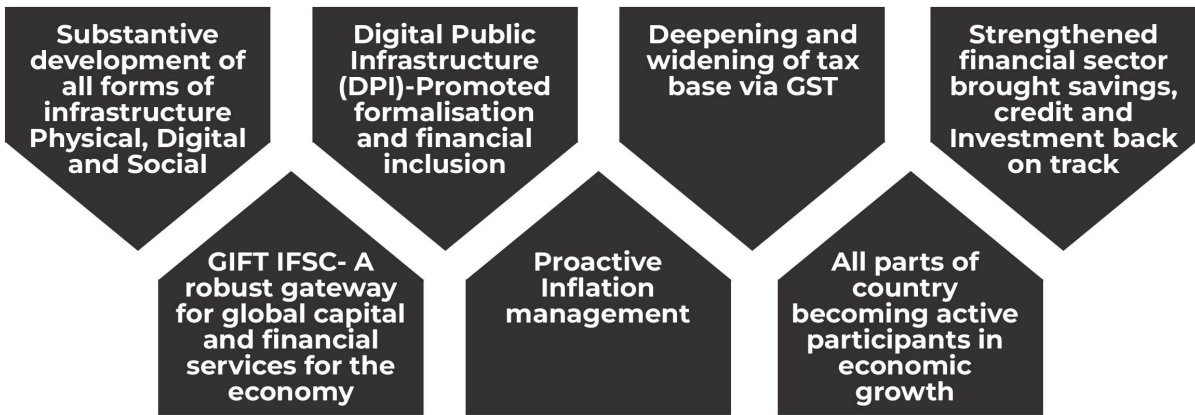 Substantive
development of
all forms of
infrastructure
Physical, Digital
and Social
Digital Public
Infrastructure
(DPI)-Promoted
formalisation
and financial
inclusion
Deepening and
widening of tax
base via GST
Strengthened
financial sector
brought savings,
credit and
Investment back
on track
GIFT IFSC- A
robust gateway
for global capital
and financial
services for the
economy
Proactive
Inflation
management
All parts of
country
becoming active
participants in
economic
growth